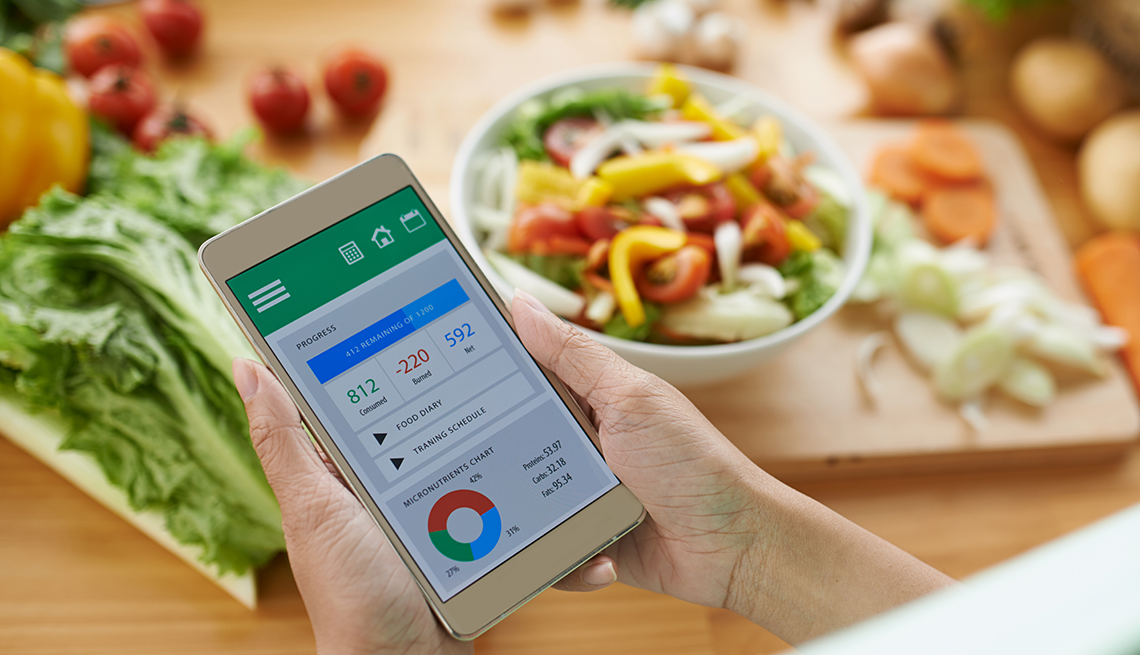 PROGRESS
412 REMAINING OF 1200
812 -220 592
Consumed Burned Net
FOOD DIARY
TRANING SCHEDULE
MICRONUTRIENTS CHART
42%
31%
27%
Proteins: 53.97
Carbs: 32.18
Fats: 95.34